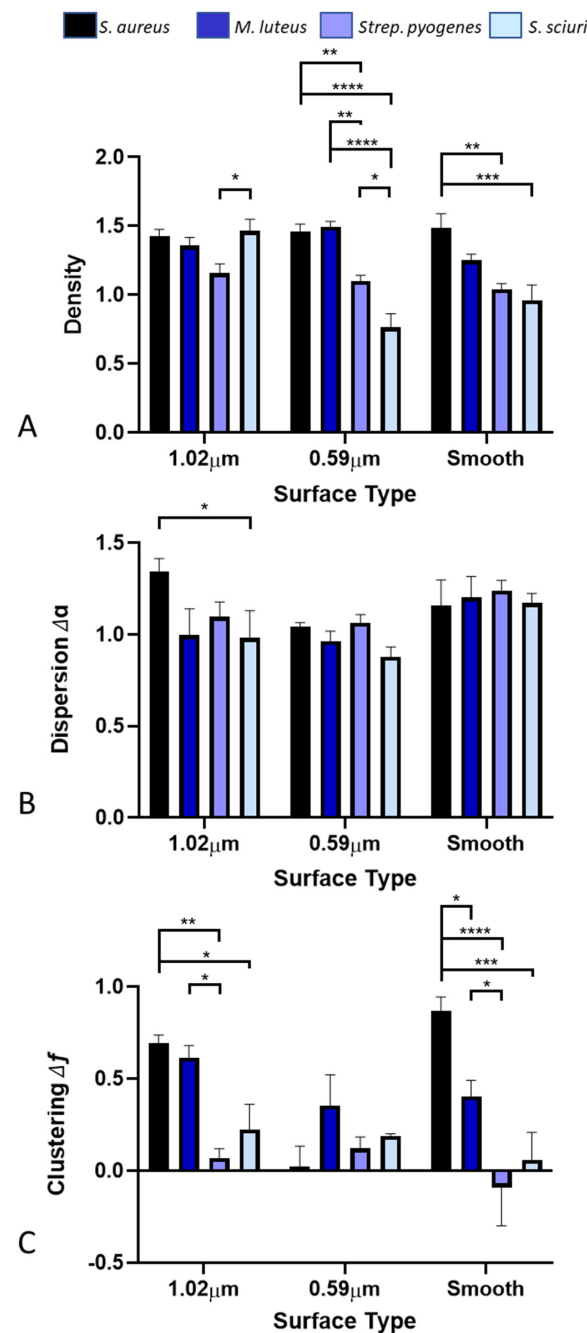 S. aureus M. luteus Strep. pyogenes S. sciuri
** 
****
**
****
*
*
**
***
2.0
1.5
1.0
0.5
0.0
Density
A
1.02μm 0.59μm Smooth
Surface Type
*
1.5
1.0
0.5
0.0
Dispersion Δα
B
1.02μm 0.59μm Smooth
Surface Type
**
*
*
*
****
***
*
1.0
0.5
0.0
-0.5
Clustering Δf
C
1.02μm 0.59μm Smooth
Surface Type